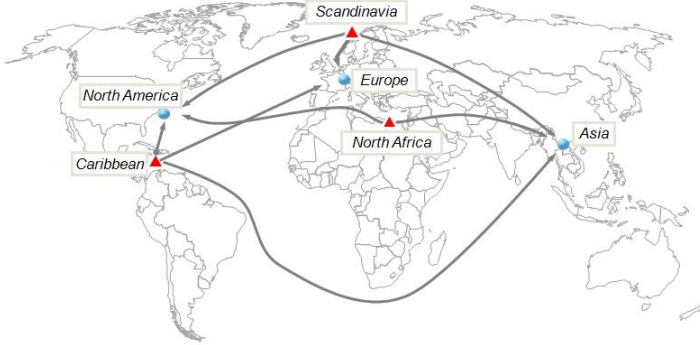 Scandinavia
Europe
North America
Asia
North Africa
Caribbean